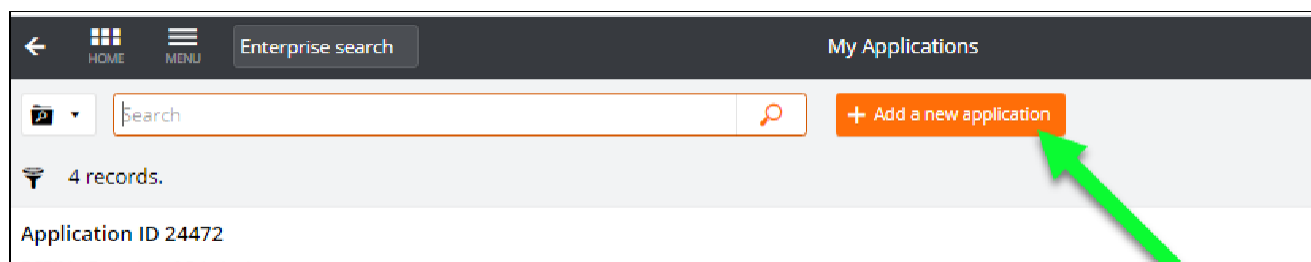 HOME
MENU
Enterprise search
My Applications
Search
+ Add a new application
4 records.
Application ID 24472